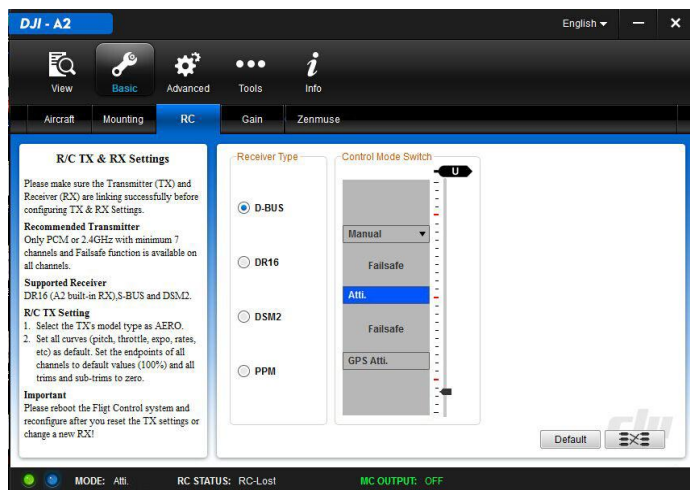 DJI - A2
English
View
Basic
Advanced
Tools
Info
Aircraft
Mounting
RC
Gain
Zenmuse
R/C TX & RX Settings
Please make sure the Transmitter (TX) and
Receiver (RX) are linking successfully before
configuring TX & RX Settings.
Recommended Transmitter
Only PCM or 2.4GHz with minimum 7
channels and Failsafe function is available on
all channels.
Supported Receiver
DR16 (A2 built-in RX),S-BUS and DSM2.
R/C TX Setting
1. Select the TX's model type as AERO.
2. Set all curves (pitch, throttle, expo, rates,
etc) as default. Set the endpoints of all
channels to default values (100%) and all
trims and sub-trims to zero.
Important
Please reboot the Fligt Control system and
reconfigure after you reset the TX settings or
change a new RX!
Receiver Type
D-BUS
DR16
DSM2
PPM
Control Mode Switch
U
Manual
Failsafe
Atti.
Failsafe
GPS Atti.
dji
Default
MODE: Atti.
RC STATUS: RC-Lost
MC OUTPUT: OFF